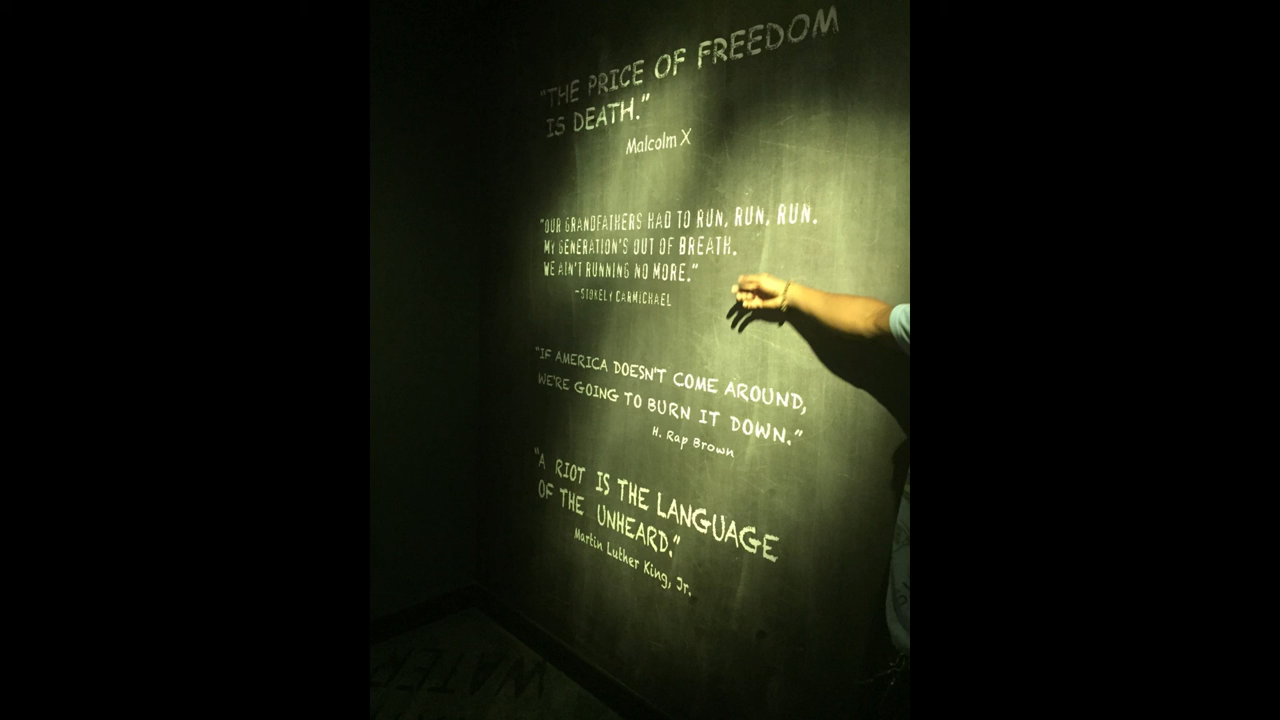 "THE PRICE OF FREEDOM
IS DEATH."
Malcolm X
"OUR GRANDFATHERS HAD TO RUN, RUN, RUN.
MY GENERATION'S OUT OF BREATH.
WE AIN'T RUNNING NO MORE."
-STOKELY CARMICHAEL
"IF AMERICA DOESN'T COME AROUND,
WE'RE GOING TO BURN IT DOWN."
H. Rap Brown
"A RIOT IS THE LANGUAGE
OF THE UNHEARD."
Martin Luther King, Jr.
WATER